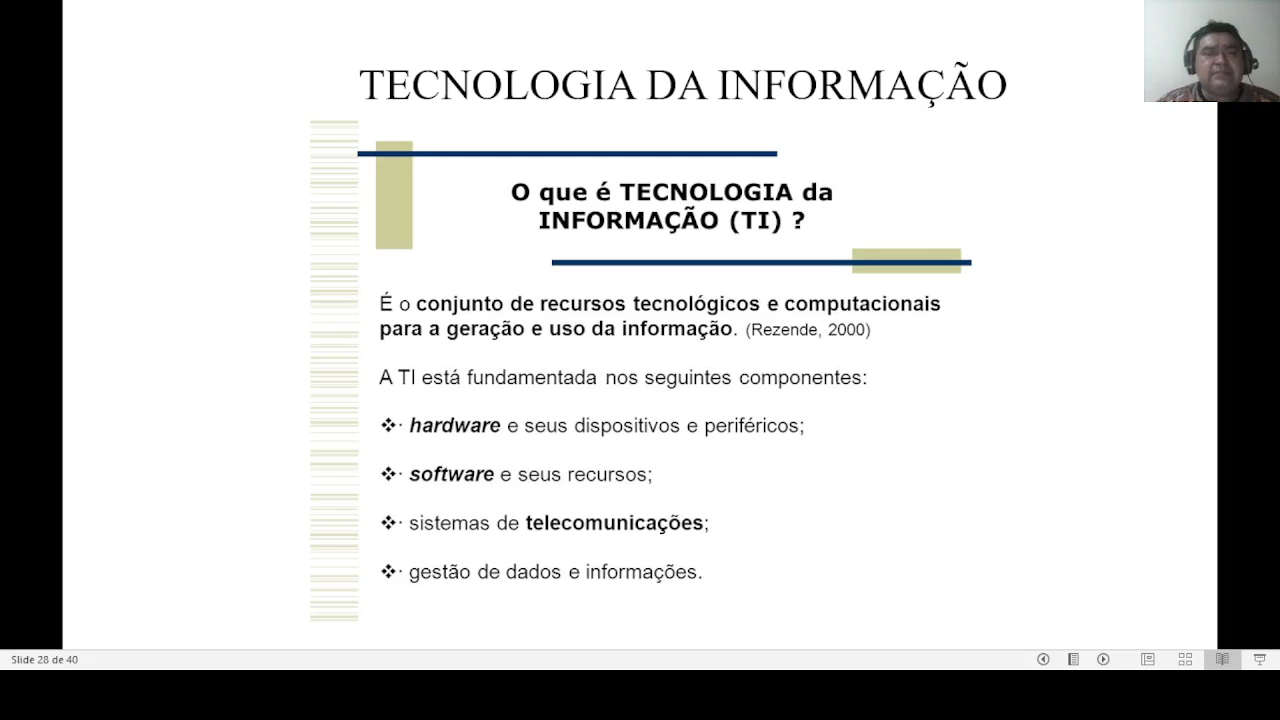 TECNOLOGIA DA INFORMAÇÃO
O que é TECNOLOGIA da
INFORMAÇÃO (TI) ?
É o conjunto de recursos tecnológicos e computacionais
para a geração e uso da informação. (Rezende, 2000)
A TI está fundamentada nos seguintes componentes:
❖· hardware e seus dispositivos e periféricos;
❖· software e seus recursos;
❖· sistemas de telecomunicações;
❖· gestão de dados e informações.
Slide 28 de 40